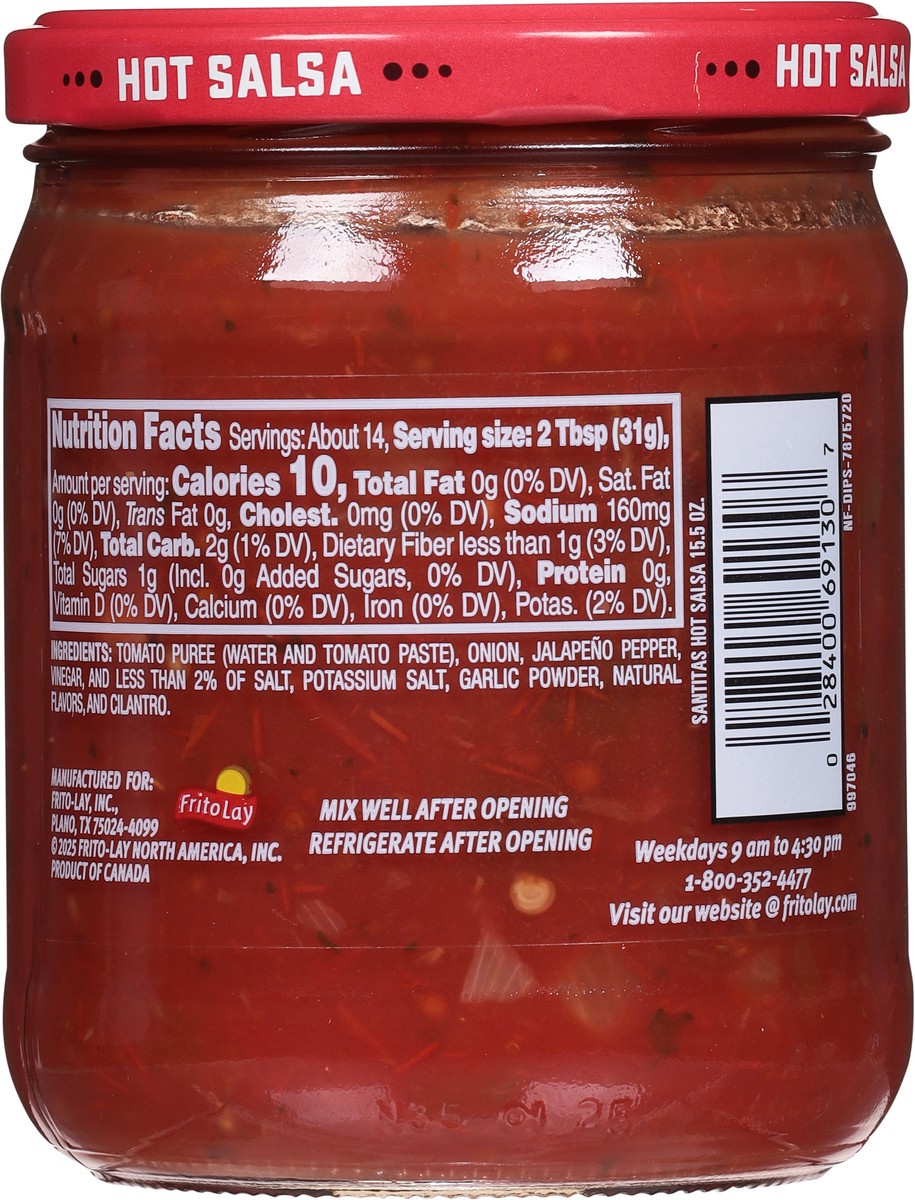 HOT SALSA
HOT SALSA
Nutrition Facts Servings: About 14, Serving size: 2 Tbsp (31g),
Amount per serving: Calories 10, Total Fat 0g (0% DV), Sat. Fat
0g (0% DV), Trans Fat 0g, Cholest. 0mg (0% DV), Sodium 160mg
(7% DV), Total Carb. 2g (1% DV), Dietary Fiber less than 1g (3% DV),
Total Sugars 1g (Incl. 0g Added Sugars, 0% DV), Protein 0g,
Vitamin D (0% DV), Calcium (0% DV), Iron (0% DV), Potas. (2% DV).
INGREDIENTS: TOMATO PUREE (WATER AND TOMATO PASTE), ONION, JALAPEÑO PEPPER,
VINEGAR, AND LESS THAN 2% OF SALT, POTASSIUM SALT, GARLIC POWDER, NATURAL
FLAVORS, AND CILANTRO.
MANUFACTURED FOR:
FRITO-LAY, INC.,
PLANO, TX 75024-4099
© 2025 FRITO-LAY NORTH AMERICA, INC.
PRODUCT OF CANADA
FritoLay
MIX WELL AFTER OPENING
REFRIGERATE AFTER OPENING
SANTITAS HOT SALSA 15.5 OZ.
0 28400 69130 7
NF-DIPS-7875720
997046
Weekdays 9 am to 4:30 pm
1-800-352-4477
Visit our website @ fritolay.com